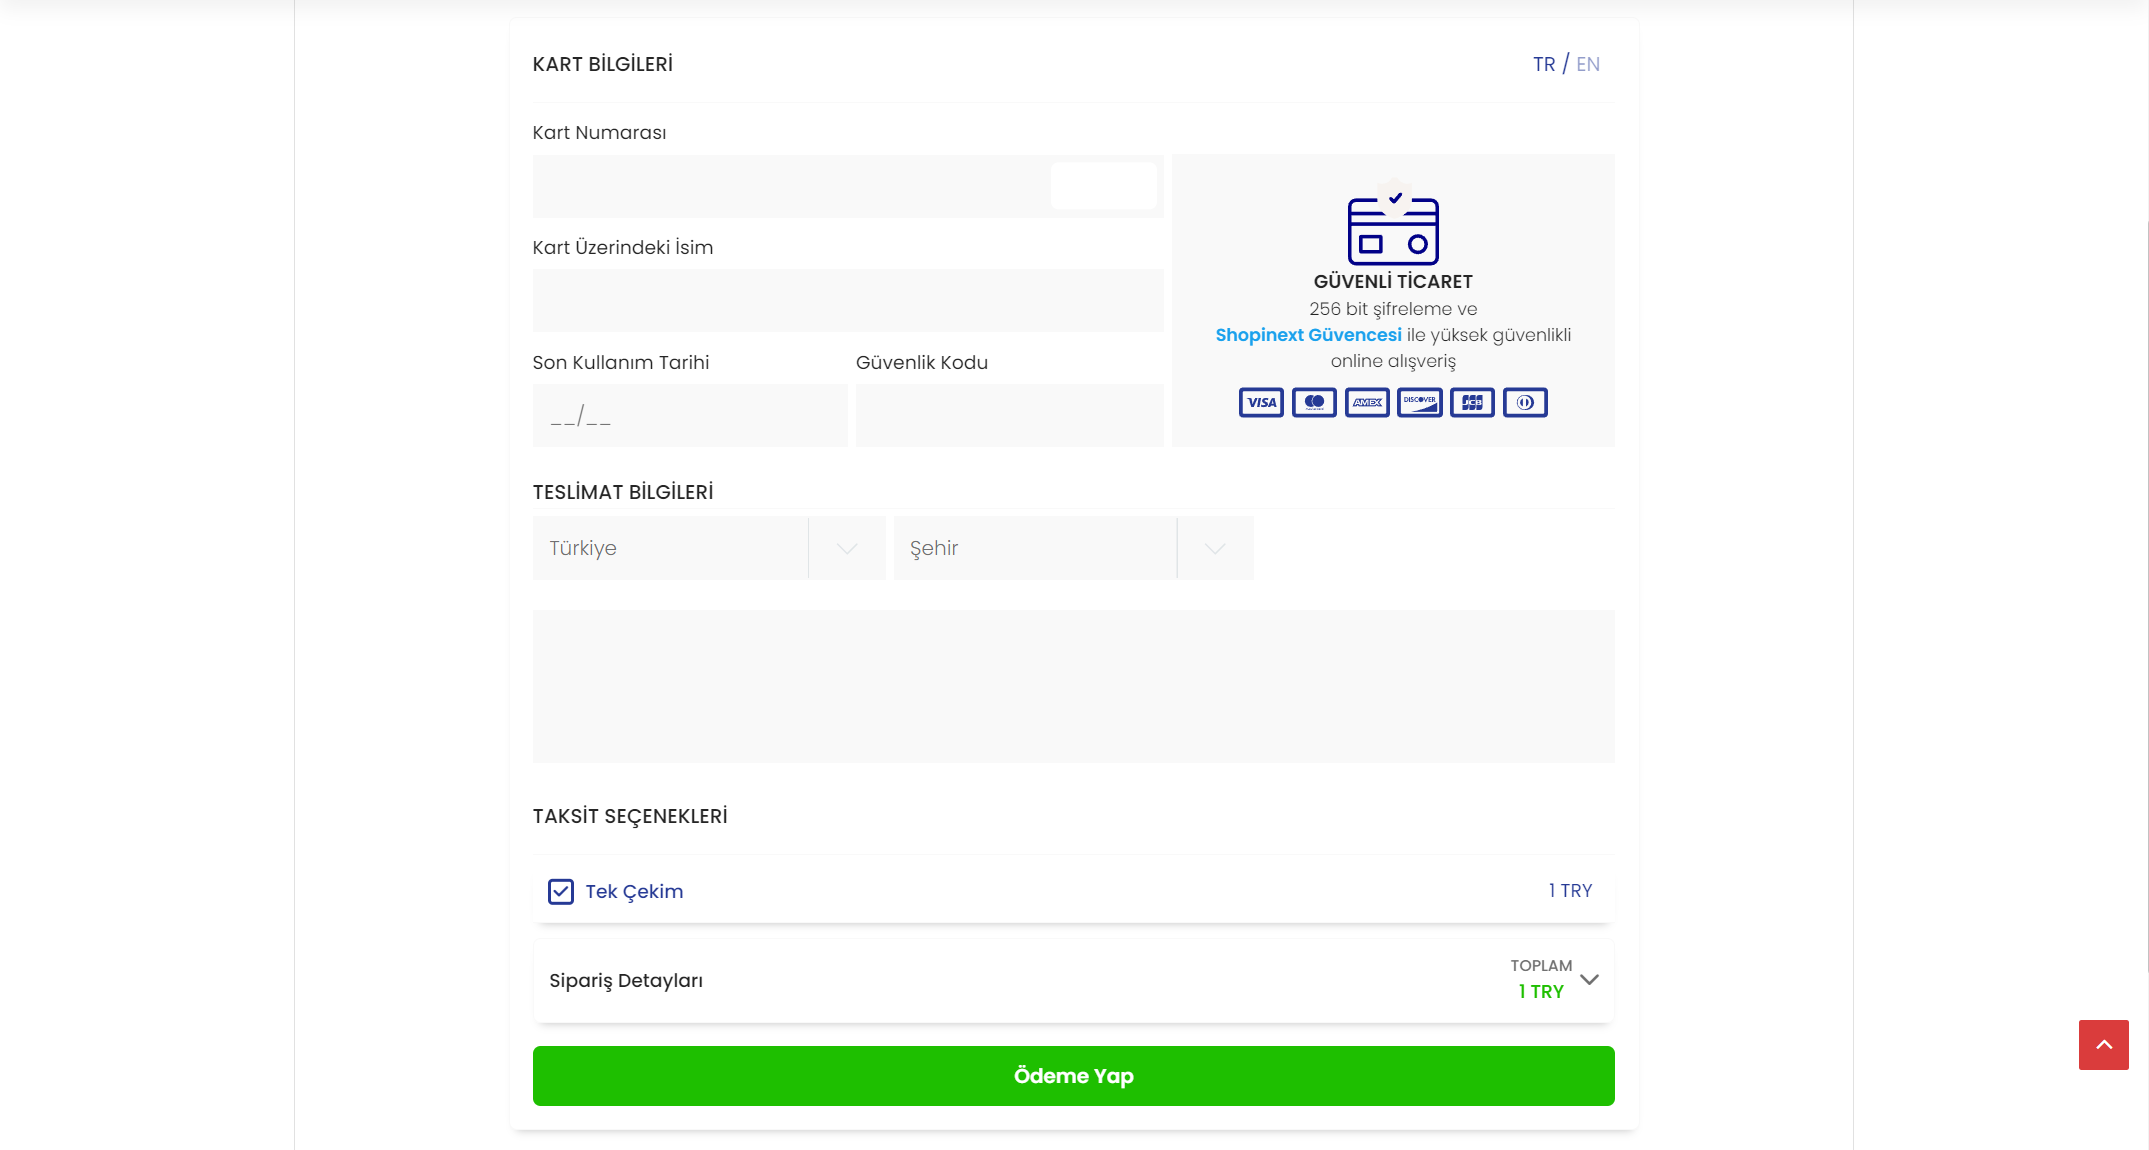 KART BİLGİLERİ
TR / EN
Kart Numarası
Kart Üzerindeki İsim
Son Kullanım Tarihi
Güvenlik Kodu
__/__
GÜVENLİ TİCARET
256 bit şifreleme ve
Shopinext Güvencesi ile yüksek güvenlikli
online alışveriş
VISA
AMEX
DISCOVER
JCB
TESLİMAT BİLGİLERİ
Türkiye
Şehir
TAKSİT SEÇENEKLERİ
Tek Çekim
1 TRY
Sipariş Detayları
TOPLAM
1 TRY
Ödeme Yap